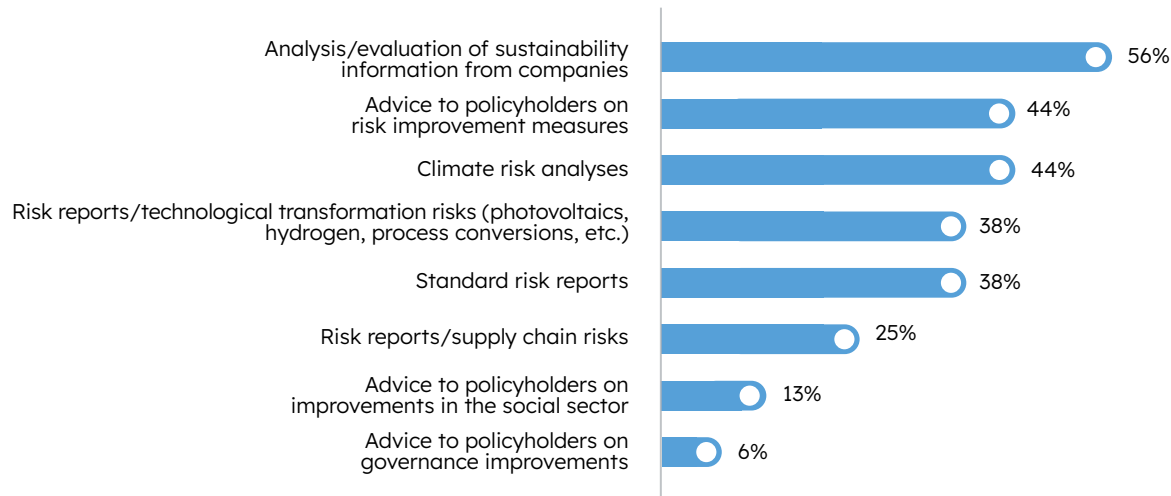 Analysis/evaluation of sustainability
information from companies
56%
Advice to policyholders on
risk improvement measures
44%
Climate risk analyses
44%
Risk reports/technological transformation risks (photovoltaics,
hydrogen, process conversions, etc.)
38%
Standard risk reports
38%
Risk reports/supply chain risks
25%
Advice to policyholders on
improvements in the social sector
13%
Advice to policyholders on
governance improvements
6%